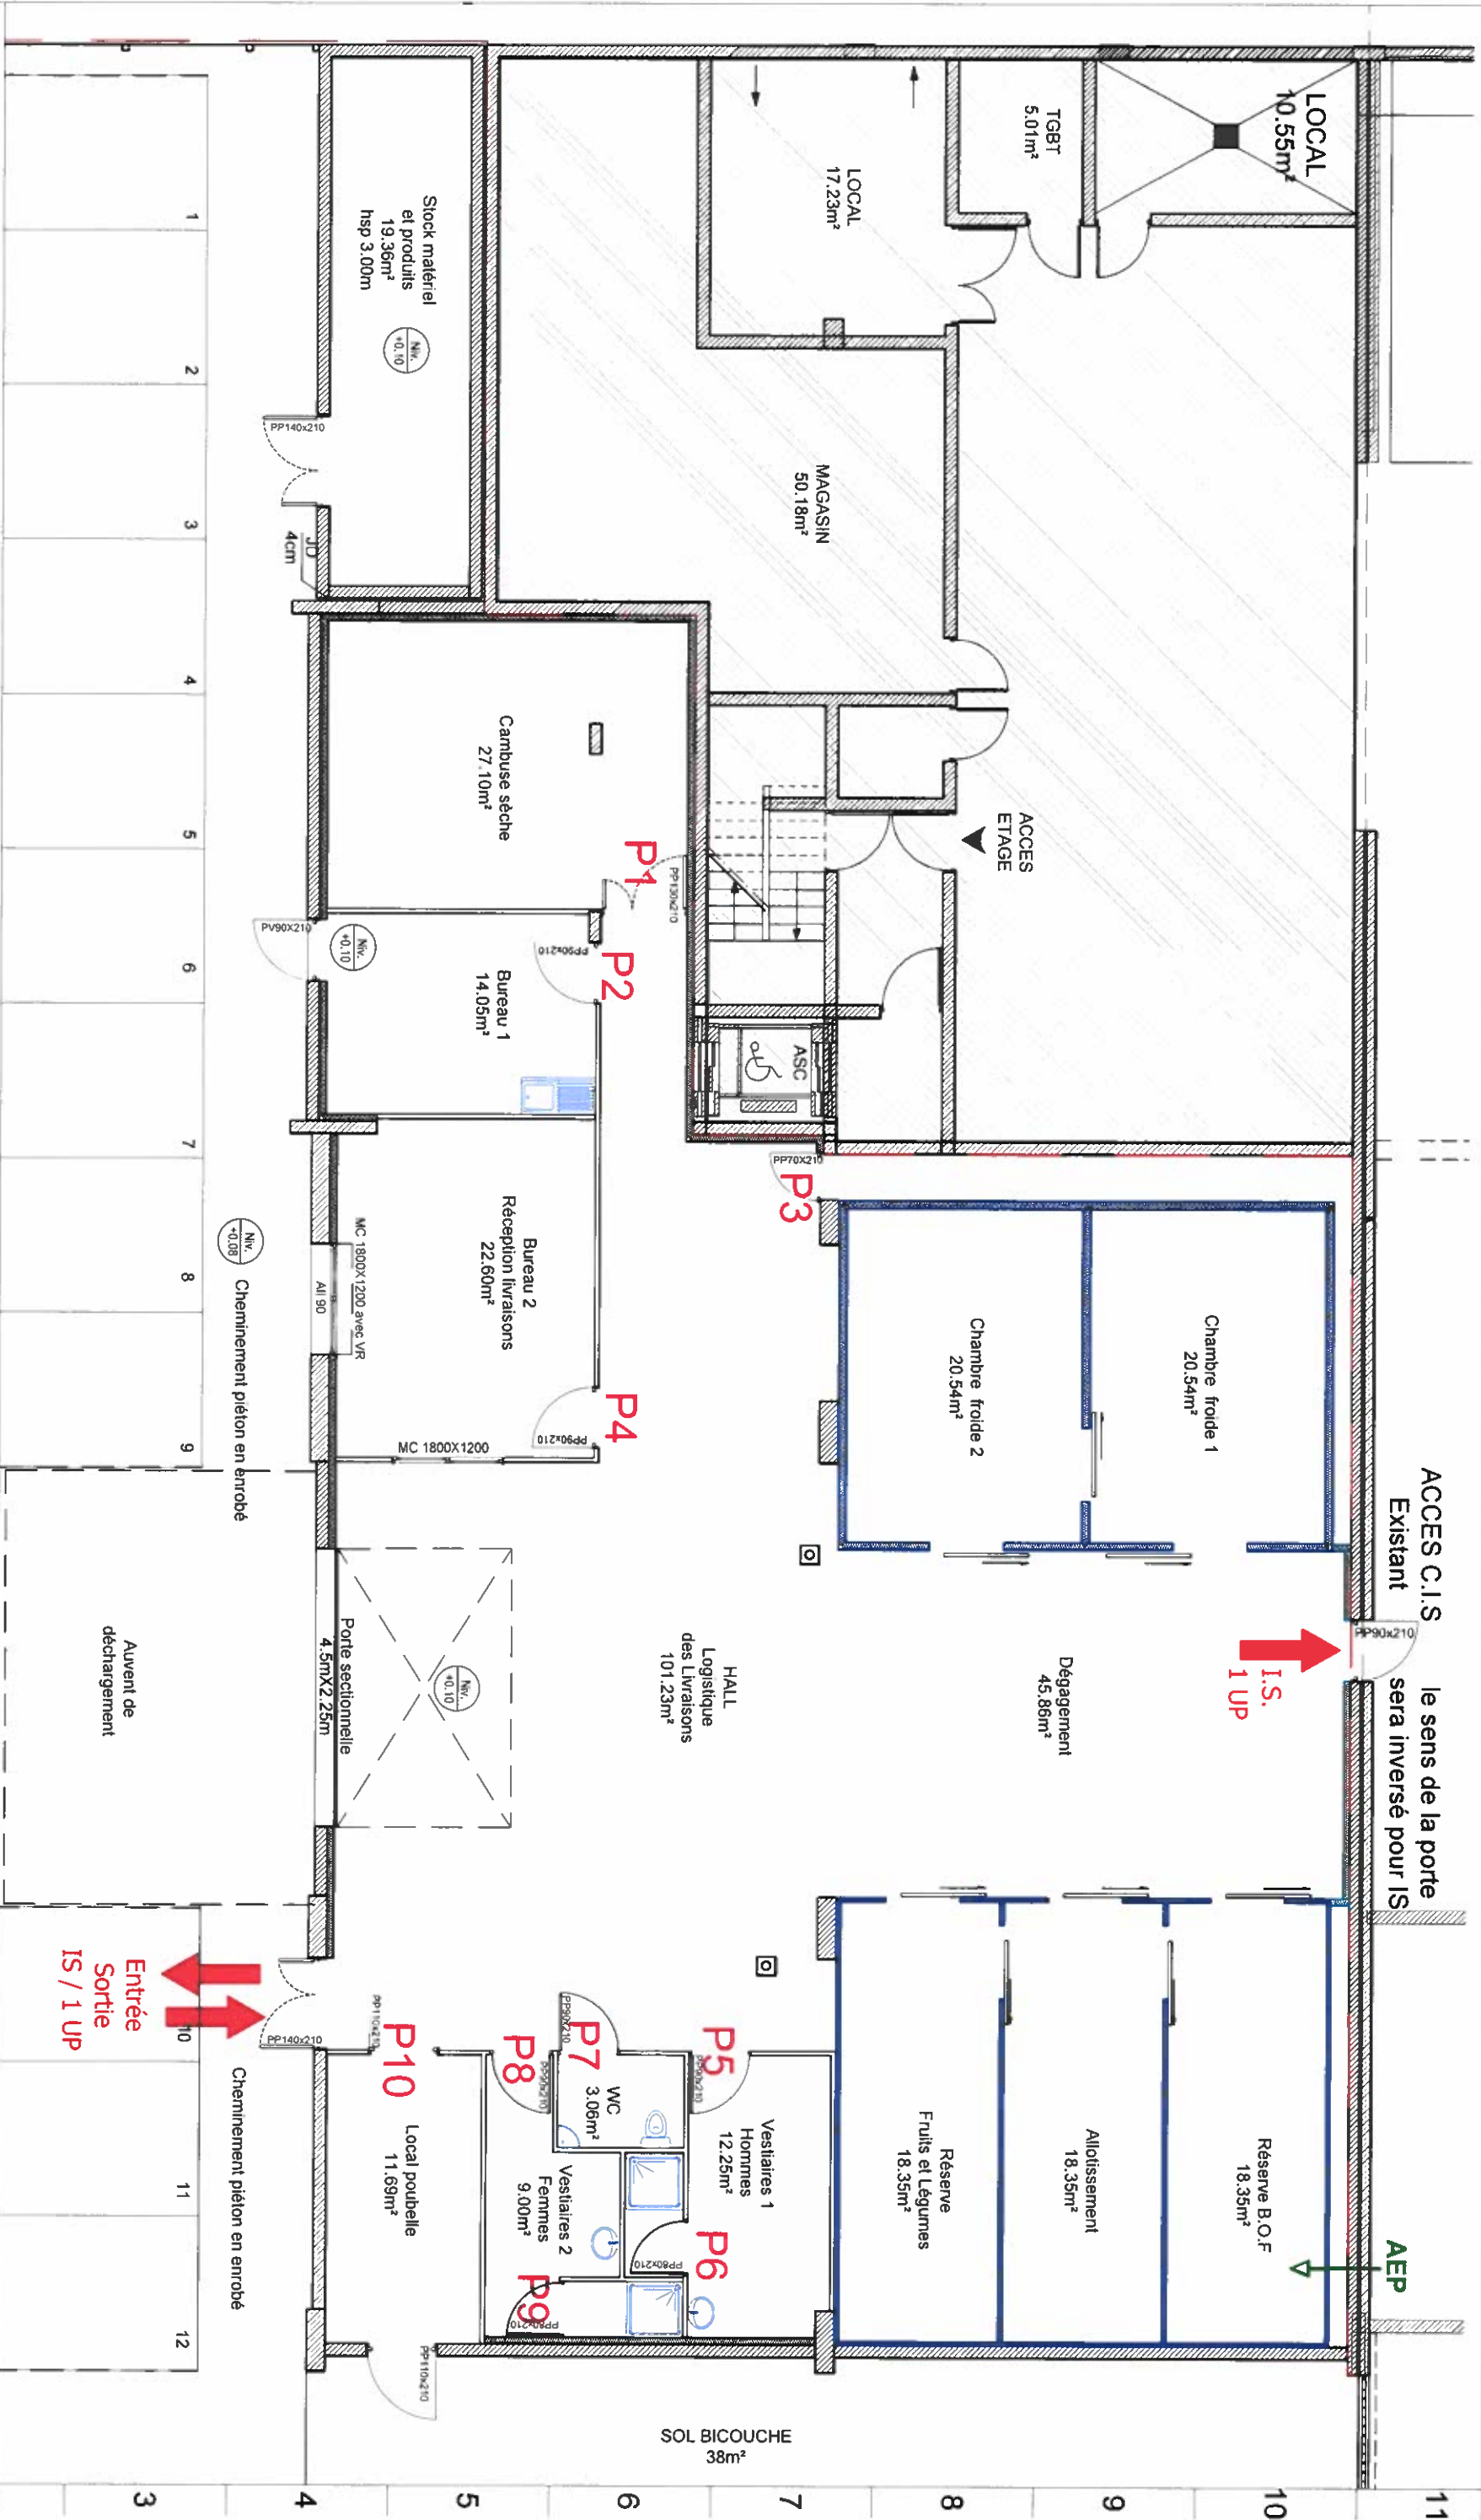 LOCAL
10.55m²
TGBT
5.01m²
LOCAL
17.23m²
Stock matériel
et produits
19.36m²
hsp 3.00m
Niv.
+0.10
PP140x210
JD
4cm
MAGASIN
50.18m²
1
2
3
4
5
6
7
8
9
10
11
12
Cambuse sèche
27.10m²
P1
PP130x210
ACCES
ETAGE
PV90X210
Niv.
+0.10
Bureau 1
14.05m²
PP90x210
P2
ASC
PP70X210
P3
Niv.
+0.08
Cheminement piéton en enrobé
MC 1800X1200 avec VR
All 90
Bureau 2
Réception livraisons
22.60m²
P4
PP90x210
MC 1800X1200
Chambre froide 1
20.54m²
Chambre froide 2
20.54m²
ACCES C.I.S
Existant
le sens de la porte
sera inversé pour IS
PP90x210
I.S.
1 UP
Dégagement
45.86m²
HALL
Logistique
des Livraisons
101.23m²
Niv.
+0.10
Porte sectionnelle
4.5mX2.25m
Auvent de
déchargement
Entrée
Sortie
IS / 1 UP
PP140x210
PP110x210
P10
Local poubelle
11.69m²
PP110x210
Cheminement piéton en enrobé
P8
PP90x210
P7
PP90x210
WC
3.06m²
P5
PP90x210
Vestiaires 1
Hommes
12.25m²
P6
PP80x210
Vestiaires 2
Femmes
9.00m²
P9
PP80x210
Réserve
Fruits et Légumes
18.35m²
Allotissement
18.35m²
Réserve B.O.F
18.35m²
AEP
SOL BICOUCHE
38m²
3
4
5
6
7
8
9
10
11